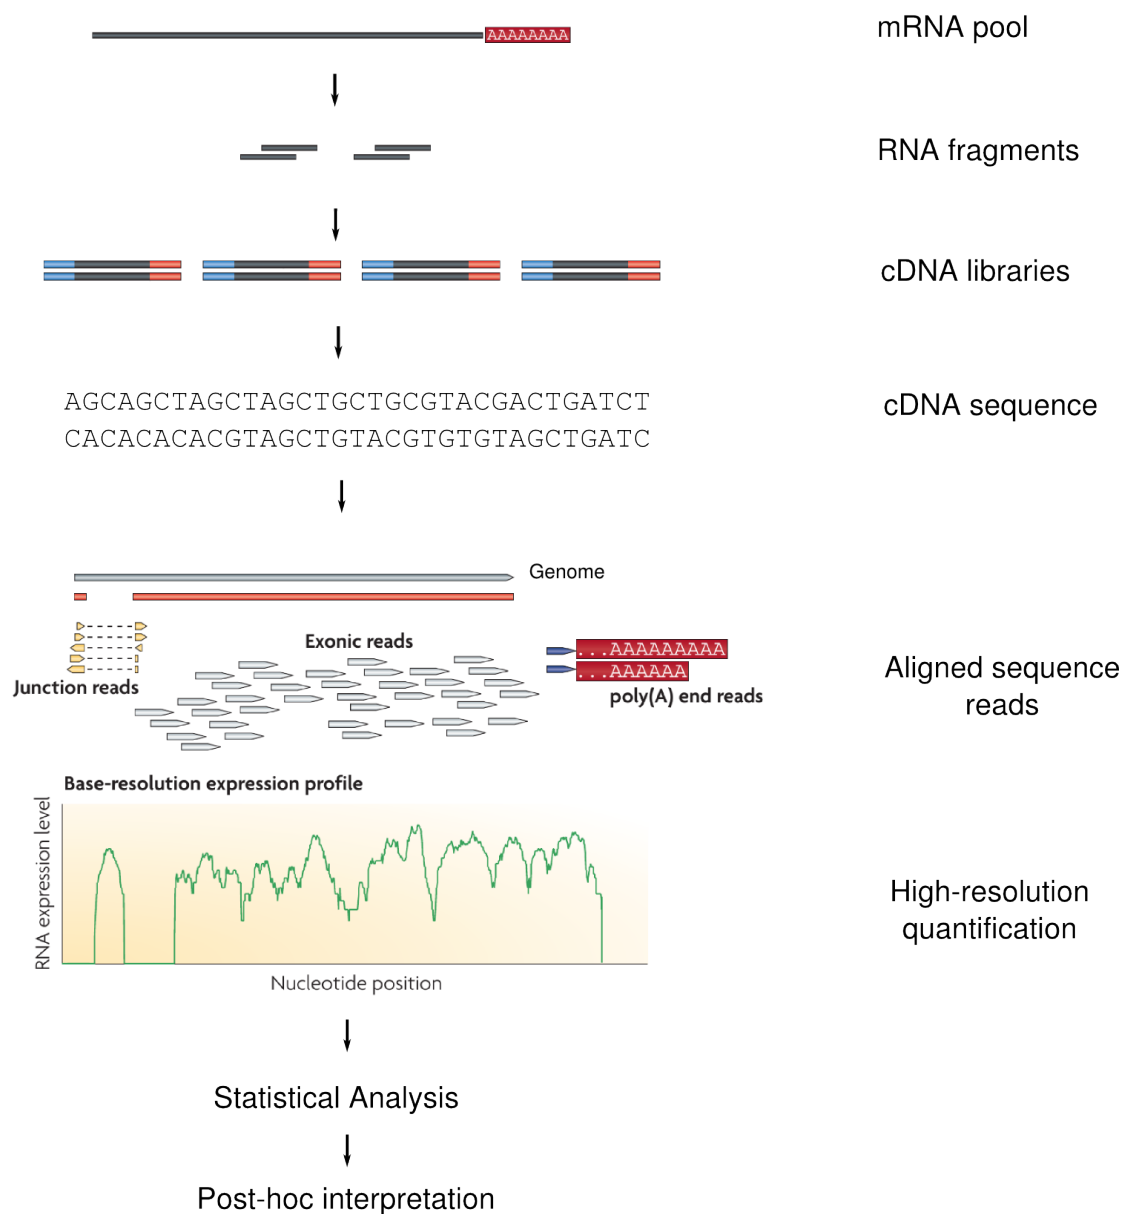 AAAAAAAA
mRNA pool
RNA fragments
cDNA libraries
AGCAGCTAGCTAGCTGCTGCGTACGACTGATCT
cDNA sequence
CACACACACGTAGCTGTACGTGTGTAGCTGATC
Genome
Exonic reads
...AAAAAAAAA
...AAAAAA
Junction reads
poly(A) end reads
Aligned sequence
reads
Base-resolution expression profile
RNA expression level
Nucleotide position
High-resolution
quantification
Statistical Analysis
Post-hoc interpretation